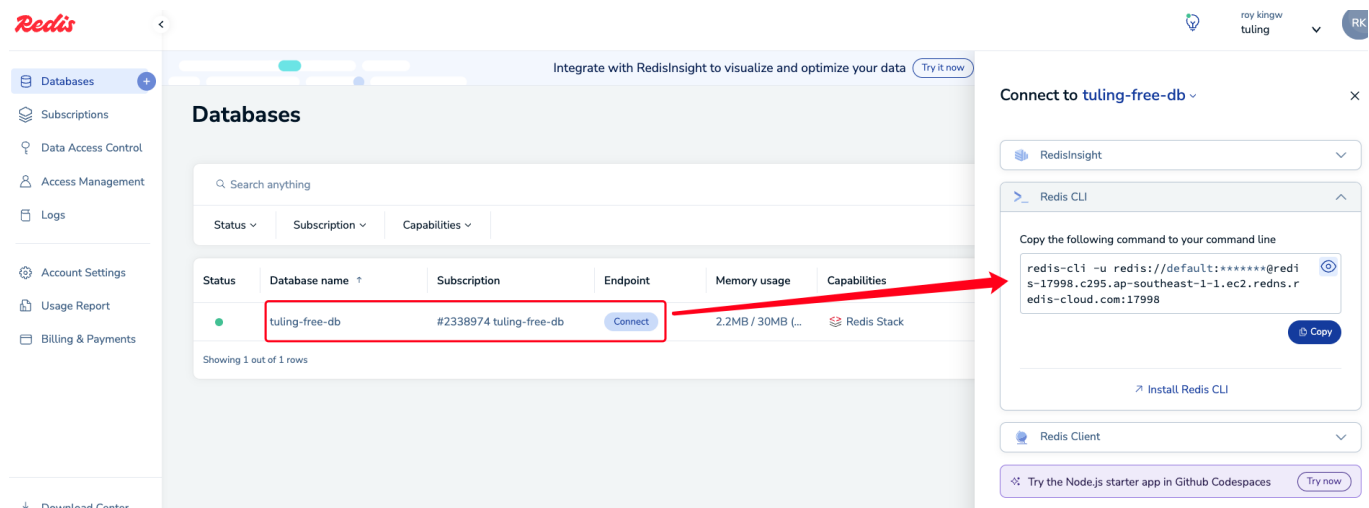 Redis
roy kingw
tuling
RK
Databases
Subscriptions
Data Access Control
Access Management
Logs
Account Settings
Usage Report
Billing & Payments
Download Center
Integrate with RedisInsight to visualize and optimize your data
Try it now
Databases
Search anything
Status
Subscription
Capabilities
Status
Database name ↑
Subscription
Endpoint
Memory usage
Capabilities
tuling-free-db
#2338974 tuling-free-db
Connect
2.2MB / 30MB (...
Redis Stack
Showing 1 out of 1 rows
Connect to tuling-free-db
RedisInsight
>_ Redis CLI
Copy the following command to your command line
redis-cli -u redis://default:*******@redi
s-17998.c295.ap-southeast-1-1.ec2.redns.r
edis-cloud.com:17998
Copy
Install Redis CLI
Redis Client
Try the Node.js starter app in Github Codespaces
Try now